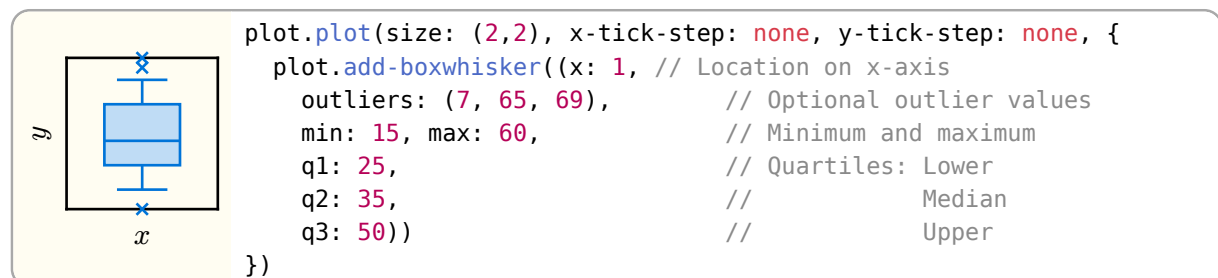 y
x
plot.plot(size: (2,2), x-tick-step: none, y-tick-step: none, {
  plot.add-boxwhisker((x: 1, // Location on x-axis
    outliers: (7, 65, 69),        // Optional outlier values
    min: 15, max: 60,             // Minimum and maximum
    q1: 25,                       // Quartiles: Lower
    q2: 35,                       //            Median
    q3: 50))                      //            Upper
})